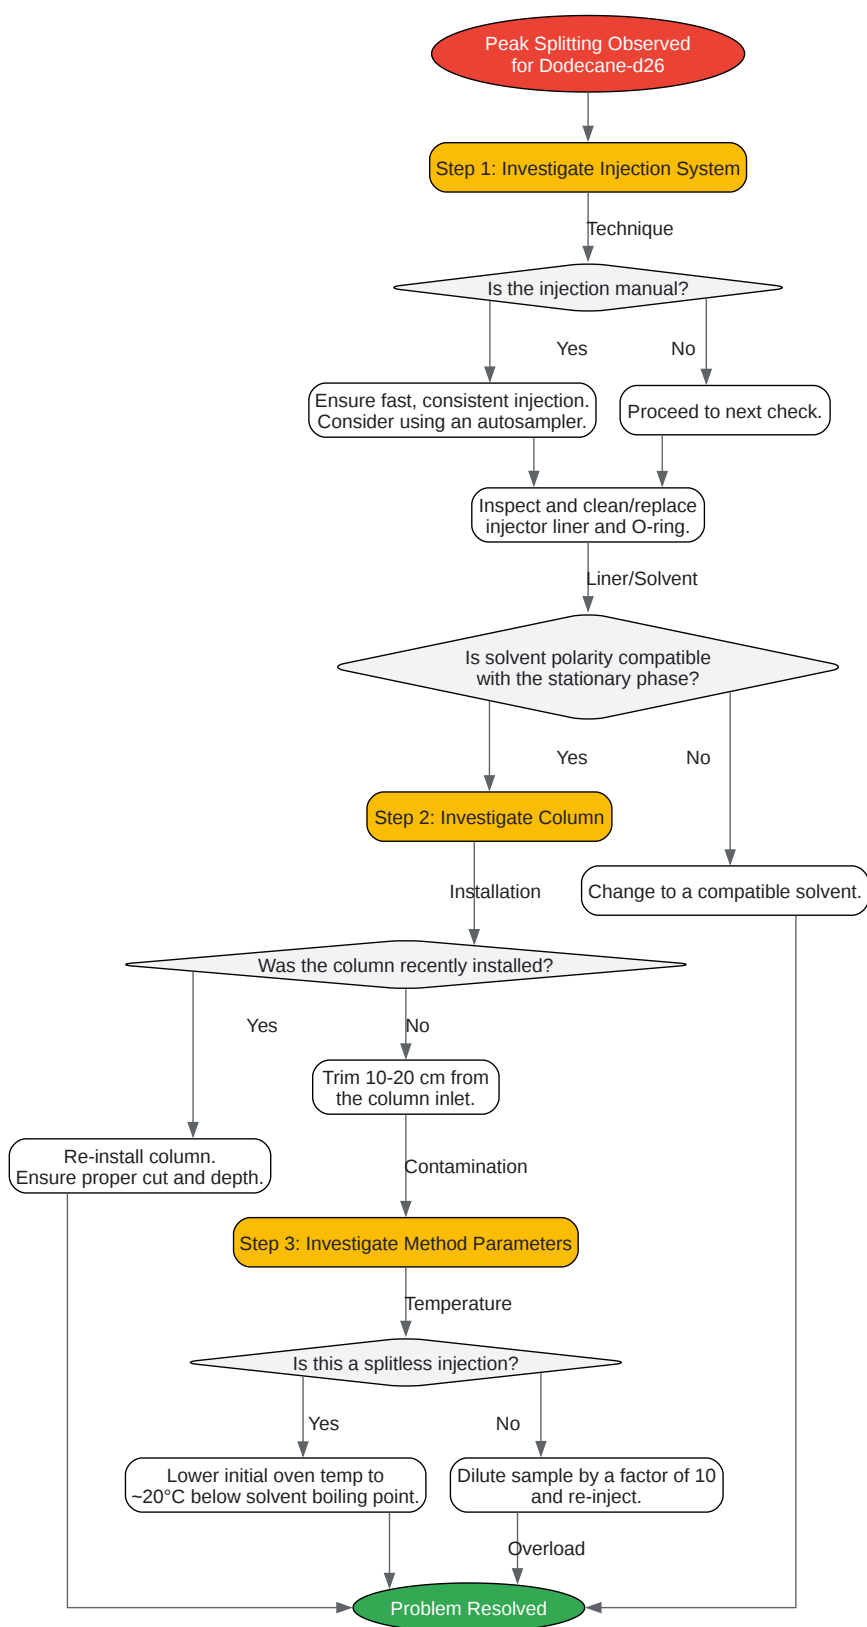 Peak Splitting Observed
for Dodecane-d26
Step 1: Investigate Injection System
Technique
Is the injection manual?
Yes
No
Ensure fast, consistent injection.
Consider using an autosampler.
Proceed to next check.
Inspect and clean/replace
injector liner and O-ring.
Liner/Solvent
Is solvent polarity compatible
with the stationary phase?
Yes
No
Step 2: Investigate Column
Installation
Change to a compatible solvent.
Was the column recently installed?
Yes
No
Trim 10-20 cm from
the column inlet.
Re-install column.
Ensure proper cut and depth.
Contamination
Step 3: Investigate Method Parameters
Temperature
Is this a splitless injection?
Yes
No
Lower initial oven temp to
~20°C below solvent boiling point.
Dilute sample by a factor of 10
and re-inject.
Overload
Problem Resolved